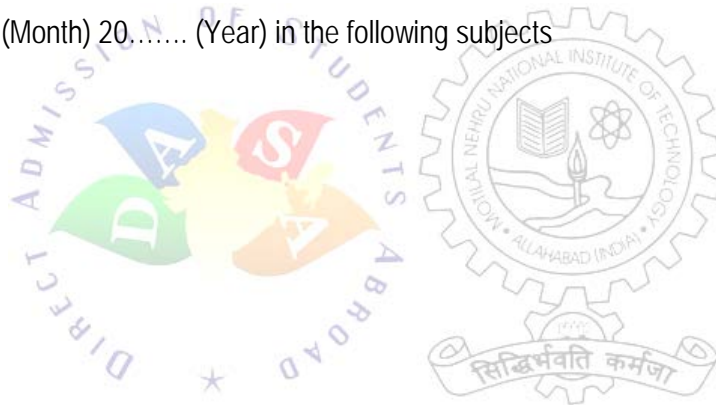 (Month) 20……. (Year) in the following subjects
DIRECT ADMISSION OF STUDENTS ABROAD
D A S A
MOTILAL NEHRU NATIONAL INSTITUTE OF TECHNOLOGY
ALLAHABAD (INDIA)
सिद्धिर्भवति कर्मजा